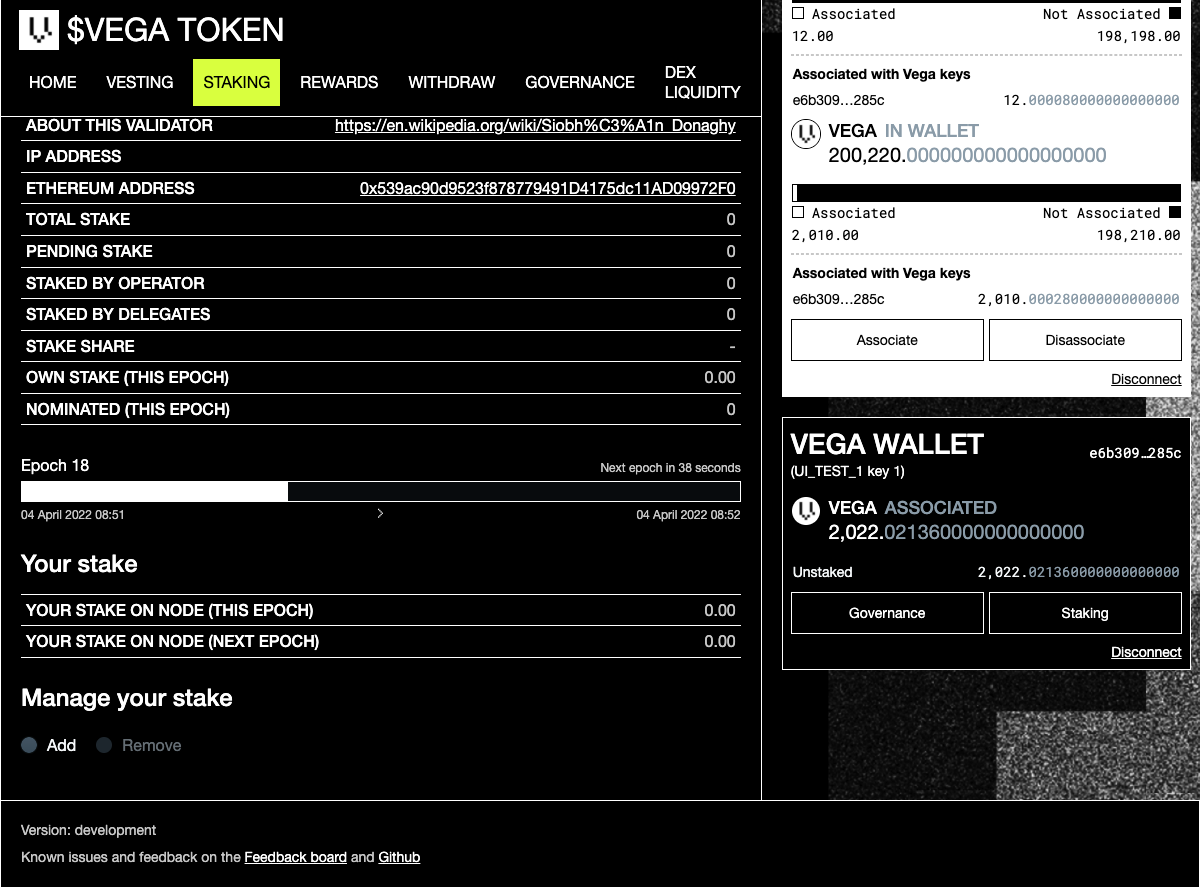 $VEGA TOKEN
HOME VESTING STAKING REWARDS WITHDRAW GOVERNANCE DEX LIQUIDITY
ABOUT THIS VALIDATOR https://en.wikipedia.org/wiki/Siobh%C3%A1n_Donaghy
IP ADDRESS
ETHEREUM ADDRESS 0x539ac90d9523f878779491D4175dc11AD09972F0
TOTAL STAKE 0
PENDING STAKE 0
STAKED BY OPERATOR 0
STAKED BY DELEGATES 0
STAKE SHARE -
OWN STAKE (THIS EPOCH) 0.00
NOMINATED (THIS EPOCH) 0
Epoch 18 Next epoch in 38 seconds
04 April 2022 08:51 > 04 April 2022 08:52
Your stake
YOUR STAKE ON NODE (THIS EPOCH) 0.00
YOUR STAKE ON NODE (NEXT EPOCH) 0.00
Manage your stake
Add Remove
Associated Not Associated
12.00 198,198.00
Associated with Vega keys
e6b309…285c 12.000080000000000000
VEGA IN WALLET
200,220.000000000000000000
Associated Not Associated
2,010.00 198,210.00
Associated with Vega keys
e6b309…285c 2,010.000280000000000000
Associate Disassociate
Disconnect
VEGA WALLET e6b309…285c
(UI_TEST_1 key 1)
VEGA ASSOCIATED
2,022.021360000000000000
Unstaked 2,022.021360000000000000
Governance Staking
Disconnect
Version: development
Known issues and feedback on the Feedback board and Github